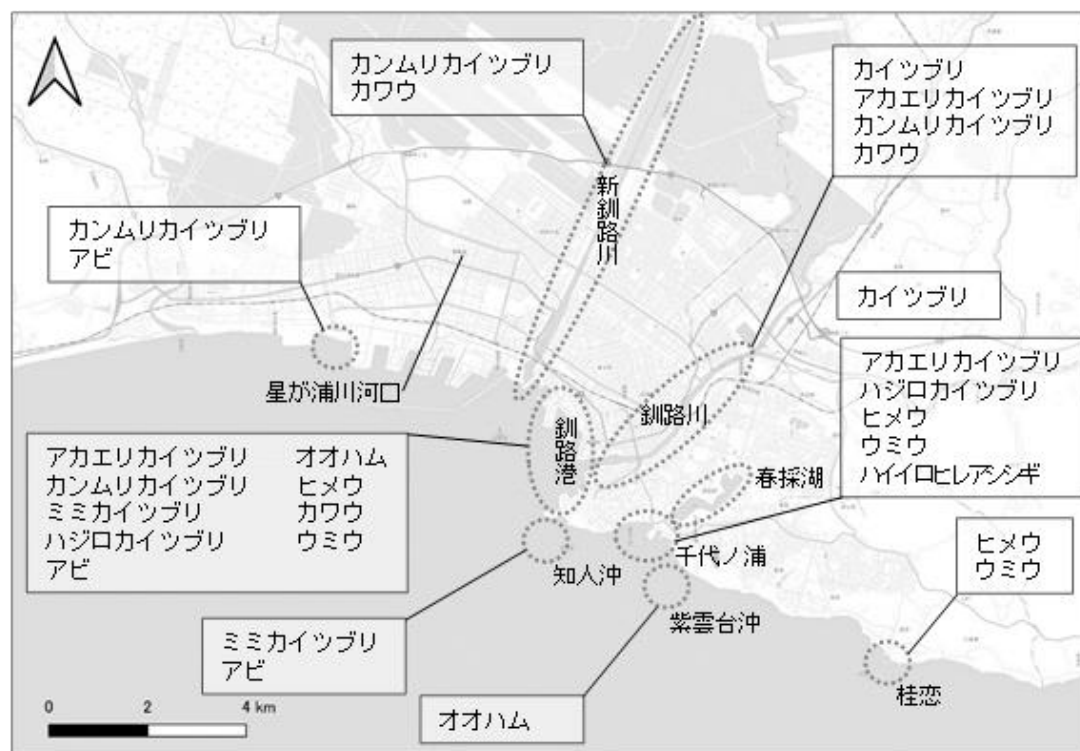 カンムリカイツブリ
カワウ
カイツブリ
アカエリカイツブリ
カンムリカイツブリ
カワウ
新釧路川
カンムリカイツブリ
アビ
カイツブリ
星が浦川河口
釧路港
釧路川
春採湖
アカエリカイツブリ
ハジロカイツブリ
ヒメウ
ウミウ
ハイイロヒレアシシギ
アカエリカイツブリ オオハム
カンムリカイツブリ ヒメウ
ミミカイツブリ カワウ
ハジロカイツブリ ウミウ
アビ
知人沖
千代ノ浦
ヒメウ
ウミウ
紫雲台沖
ミミカイツブリ
アビ
桂恋
オオハム
0 2 4 km